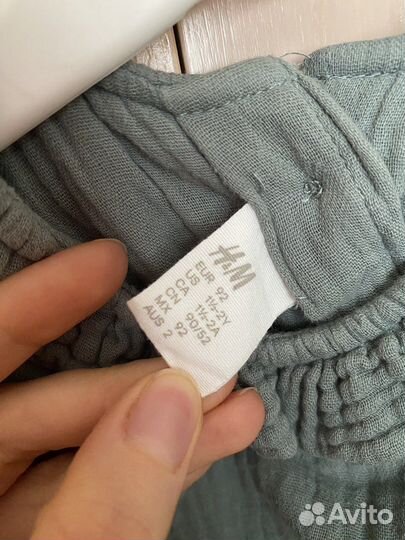 H&M
EUR 92
US 1½-2Y
CA 1½-2A
CN 90/52
MX 92
AUS 2
Avito